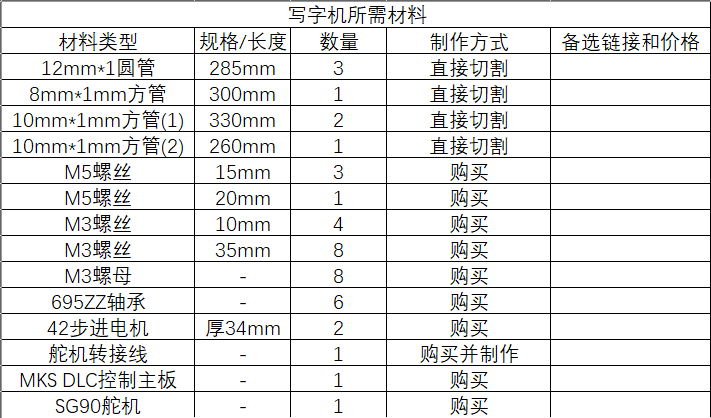 写字机所需材料
材料类型 规格/长度 数量 制作方式 备选链接和价格
12mm*1圆管 285mm 3 直接切割
8mm*1mm方管 300mm 1 直接切割
10mm*1mm方管(1) 330mm 2 直接切割
10mm*1mm方管(2) 260mm 1 直接切割
M5螺丝 15mm 3 购买
M5螺丝 20mm 1 购买
M3螺丝 10mm 4 购买
M3螺丝 35mm 8 购买
M3螺母 - 8 购买
695ZZ轴承 - 6 购买
42步进电机 厚34mm 2 购买
舵机转接线 - 1 购买并制作
MKS DLC控制主板 - 1 购买
SG90舵机 - 1 购买